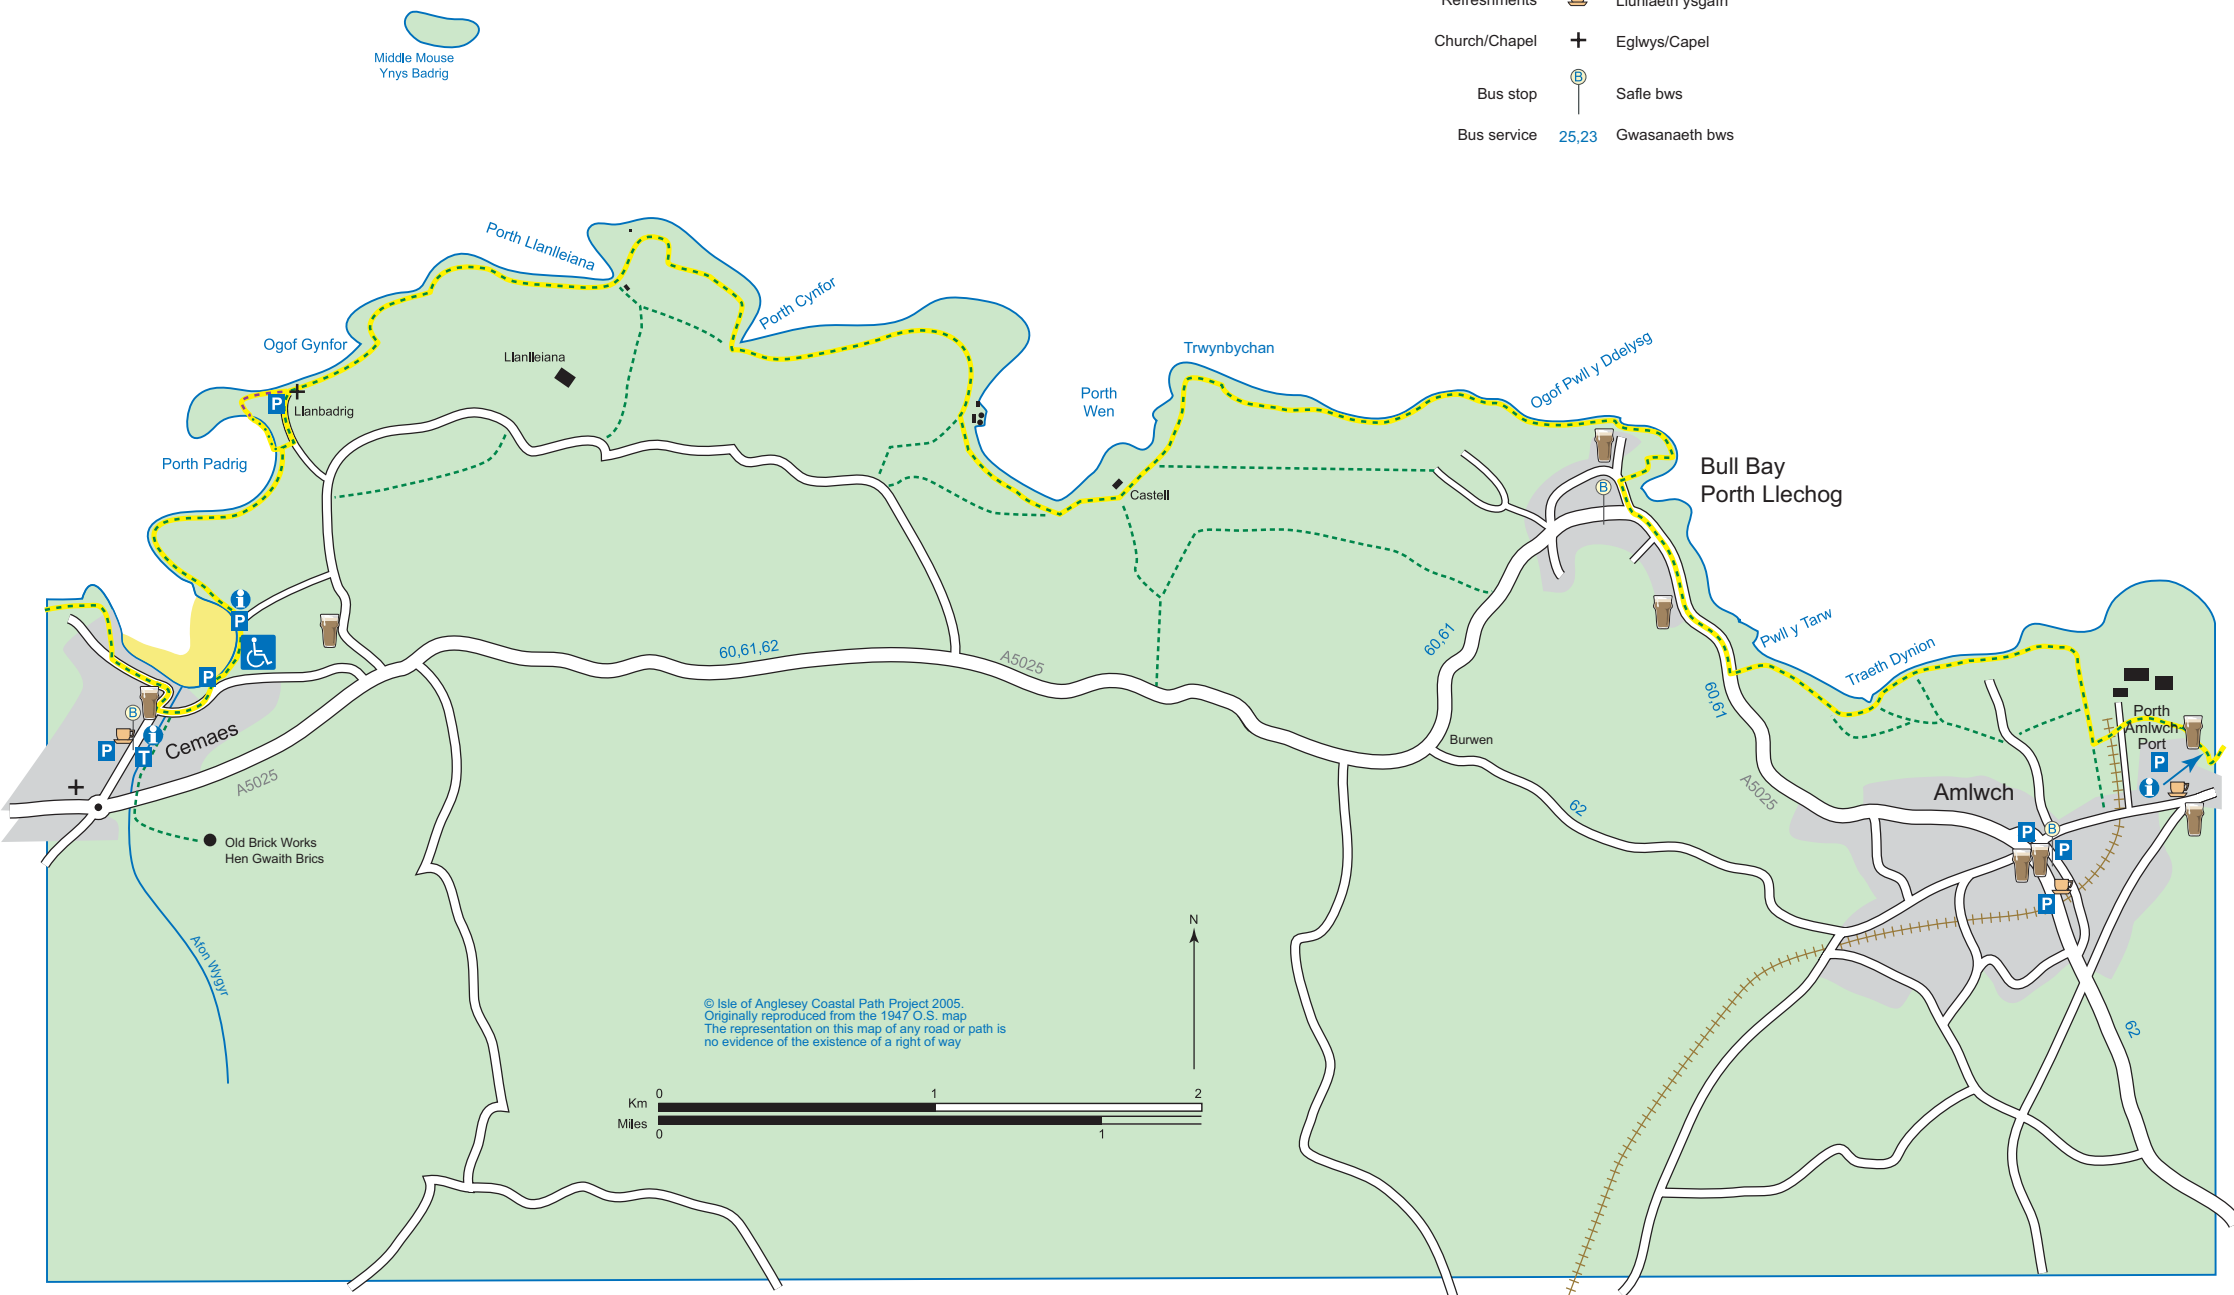 Refreshments Lluniaeth ysgafn
Church/Chapel Eglwys/Capel
B
Bus stop Safle bws
Bus service 25,23 Gwasanaeth bws
Middle Mouse
Ynys Badrig
Porth Llanlleiana
Porth Cynfor
Ogof Gynfor
Llanlleiana
Trwynbychan
Ogof Pwll y Ddelysg
Porth
Wen
P
Llanbadrig
Porth Padrig
Castell
B
Bull Bay
Porth Llechog
i
P
P
60,61,62
A5025
60,61
Pwll y Tarw
Traeth Dynion
60,61
B
P
i
T
Cemaes
A5025
Burwen
Porth
Amlwch
Port
P
i
A5025
62
Amlwch
P
B
P
P
Old Brick Works
Hen Gwaith Brics
Afon Wygyr
N
62
© Isle of Anglesey Coastal Path Project 2005.
Originally reproduced from the 1947 O.S. map
The representation on this map of any road or path is
no evidence of the existence of a right of way
0 1 2
Km
Miles
0 1